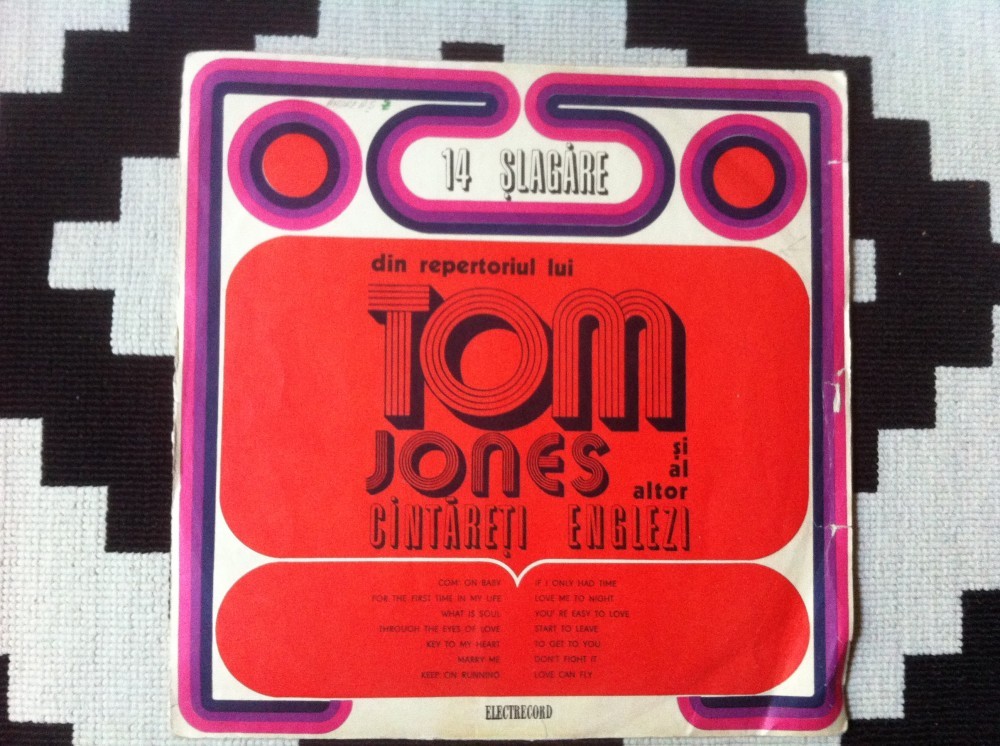 14 ŞLAGĂRE
din repertoriul lui
TOM
JONES
şi
al
altor
CÎNTĂREŢI ENGLEZI
COM' ON BABY
FOR THE FIRST TIME IN MY LIFE
WHAT IS SOUL
THROUGH THE EYES OF LOVE
KEY TO MY HEART
MARRY ME
KEEP ON RUNNING
IF I ONLY HAD TIME
LOVE ME TO NIGHT
YOU' RE EASY TO LOVE
START TO LEAVE
TO GET TO YOU
DON'T FIGHT IT
LOVE CAN FLY
ELECTRECORD